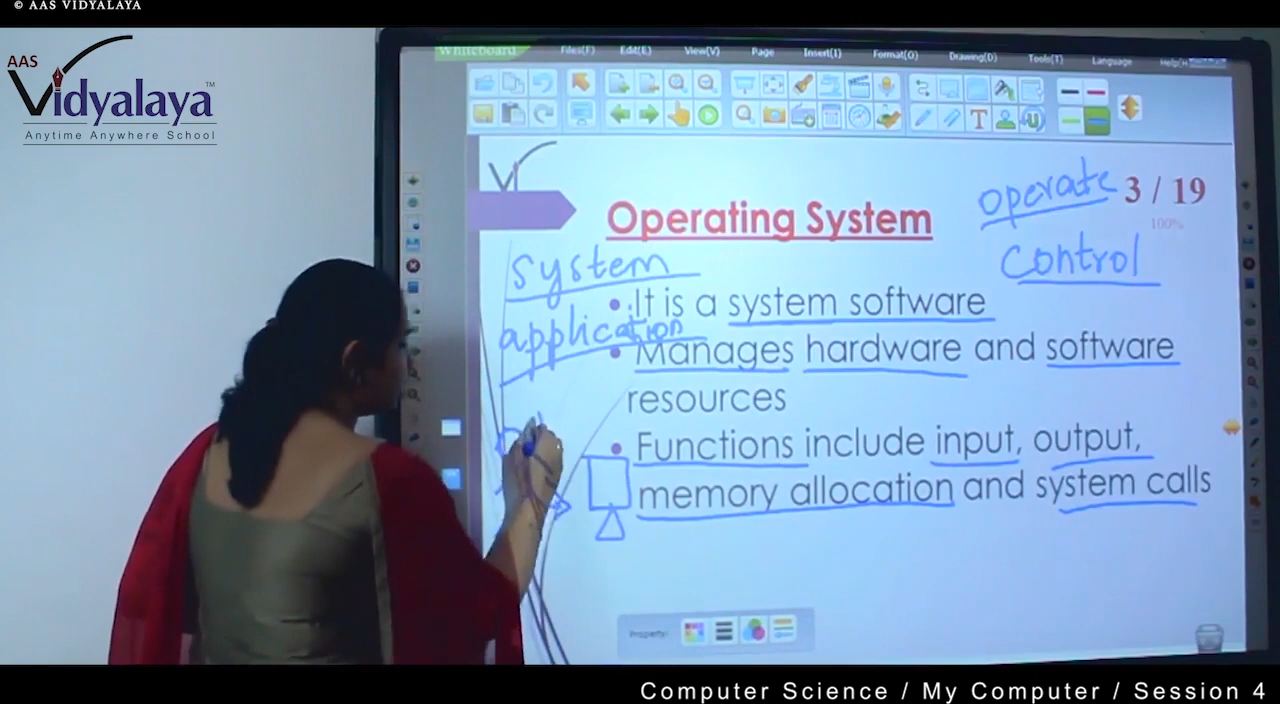 © AAS VIDYALAYA
AAS
Vidyalaya™
Anytime Anywhere School
Whiteboard
Files(F) Edit(E) View(V) Page Insert(I) Format(O) Drawing(D) Tools(T) Language
operate 3 / 19
100%
Operating System
control
system
• It is a system software
application
• Manages hardware and software
resources
• Functions include input, output,
memory allocation and system calls
Property:
Computer Science / My Computer / Session 4